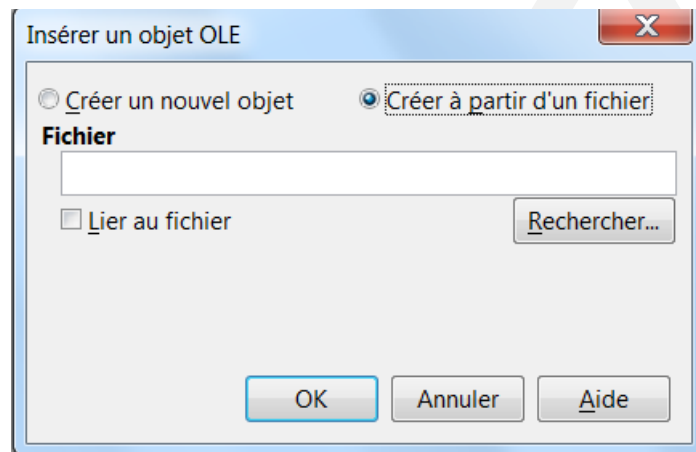 Insérer un objet OLE
Créer un nouvel objet Créer à partir d'un fichier
Fichier
Lier au fichier Rechercher...
OK Annuler Aide